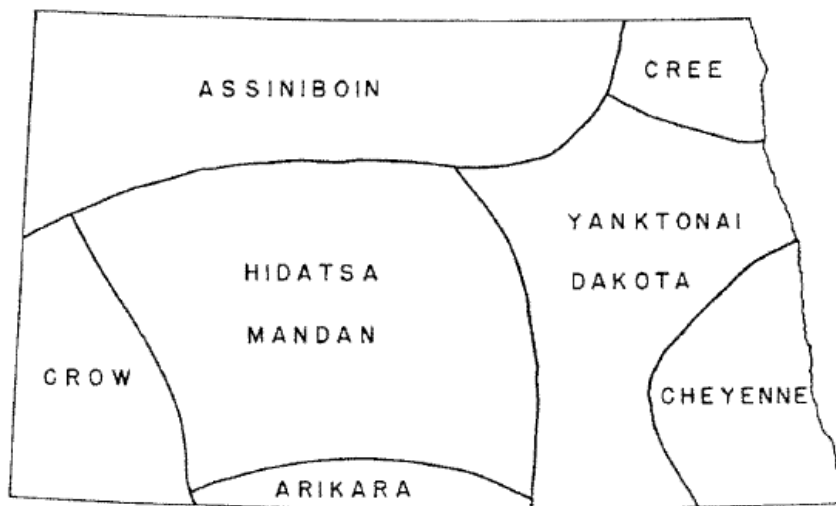 CREE
ASSINIBOIN
YANKTONAI
DAKOTA
HIDATSA
MANDAN
CROW
CHEYENNE
ARIKARA